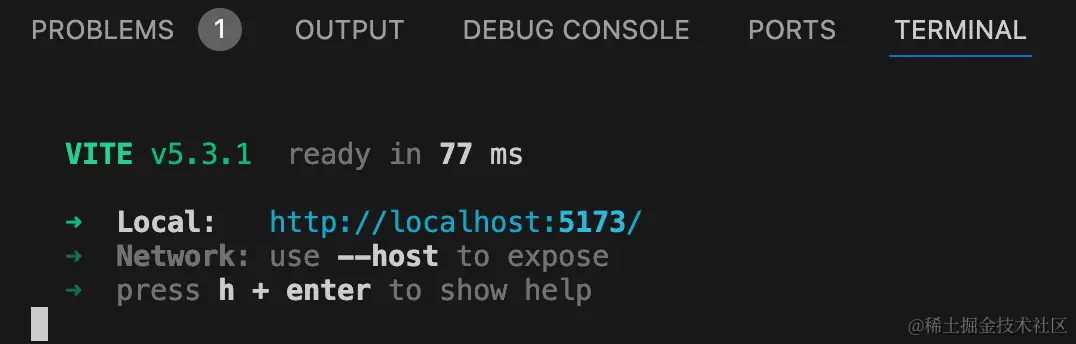 PROBLEMS 1 OUTPUT DEBUG CONSOLE PORTS TERMINAL
VITE v5.3.1 ready in 77 ms
➜ Local: http://localhost:5173/
➜ Network: use --host to expose
➜ press h + enter to show help
@稀土掘金技术社区